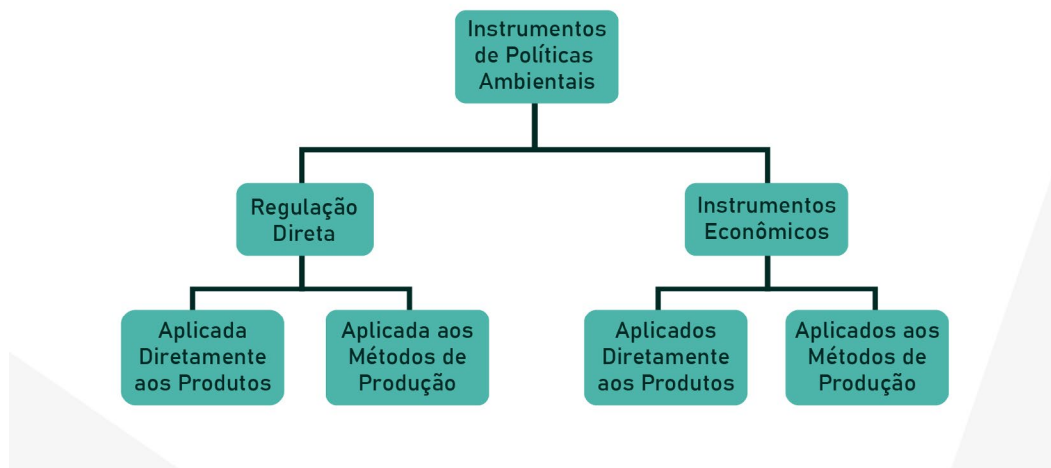 Instrumentos
de Políticas
Ambientais
Regulação
Direta
Instrumentos
Econômicos
Aplicada
Diretamente
aos Produtos
Aplicada aos
Métodos de
Produção
Aplicados
Diretamente
aos Produtos
Aplicados aos
Métodos de
Produção